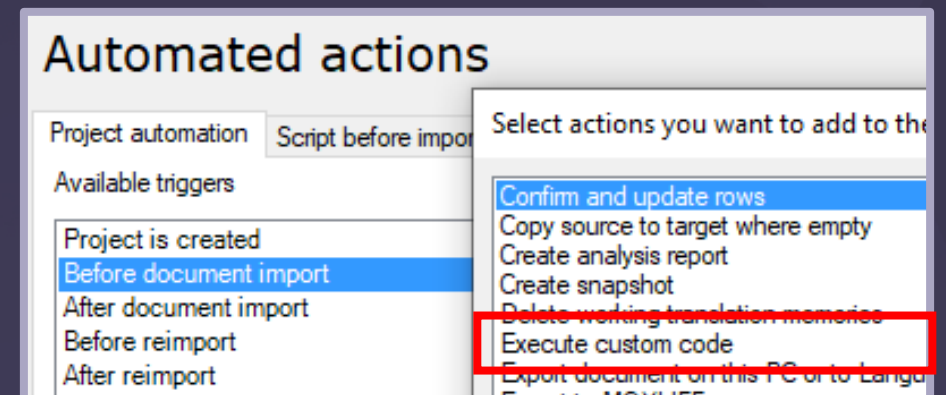 Automated actions
Project automation
Script before impor
Select actions you want to add to the
Available triggers
Project is created
Before document import
After document import
Before reimport
After reimport
Confirm and update rows
Copy source to target where empty
Create analysis report
Create snapshot
Delete working translation memories
Execute custom code
Export document on this PC or to Langu